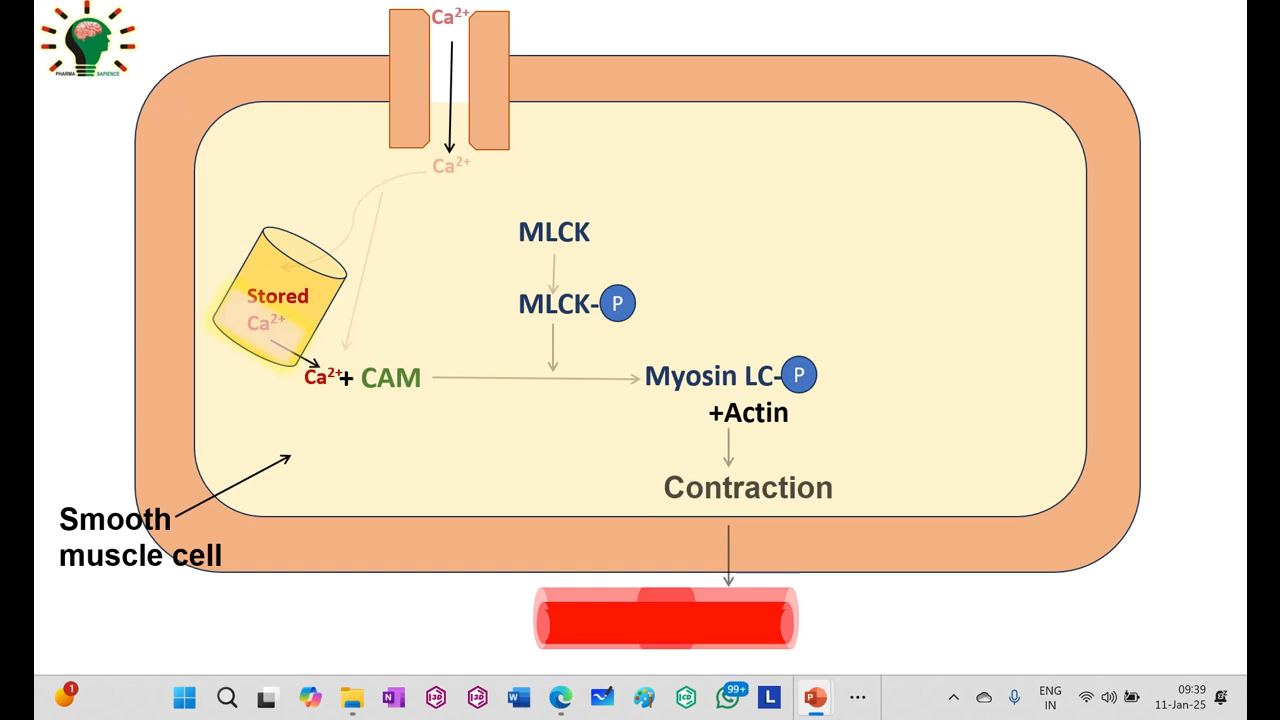 Ca²⁺
PHARMA SAPIENCE
Ca²⁺
MLCK
MLCK-P
Stored
Ca²⁺
Ca²⁺+ CAM
Myosin LC-P
+Actin
Contraction
Smooth
muscle cell
1
99+
L
ENG
IN
09:39
11-Jan-25